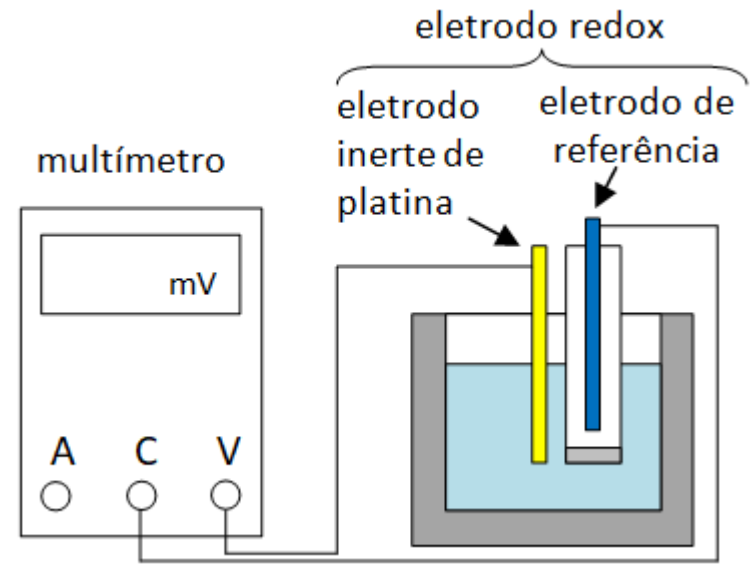 eletrodo redox
eletrodo
inerte de
platina
eletrodo de
referência
multímetro
mV
A C V